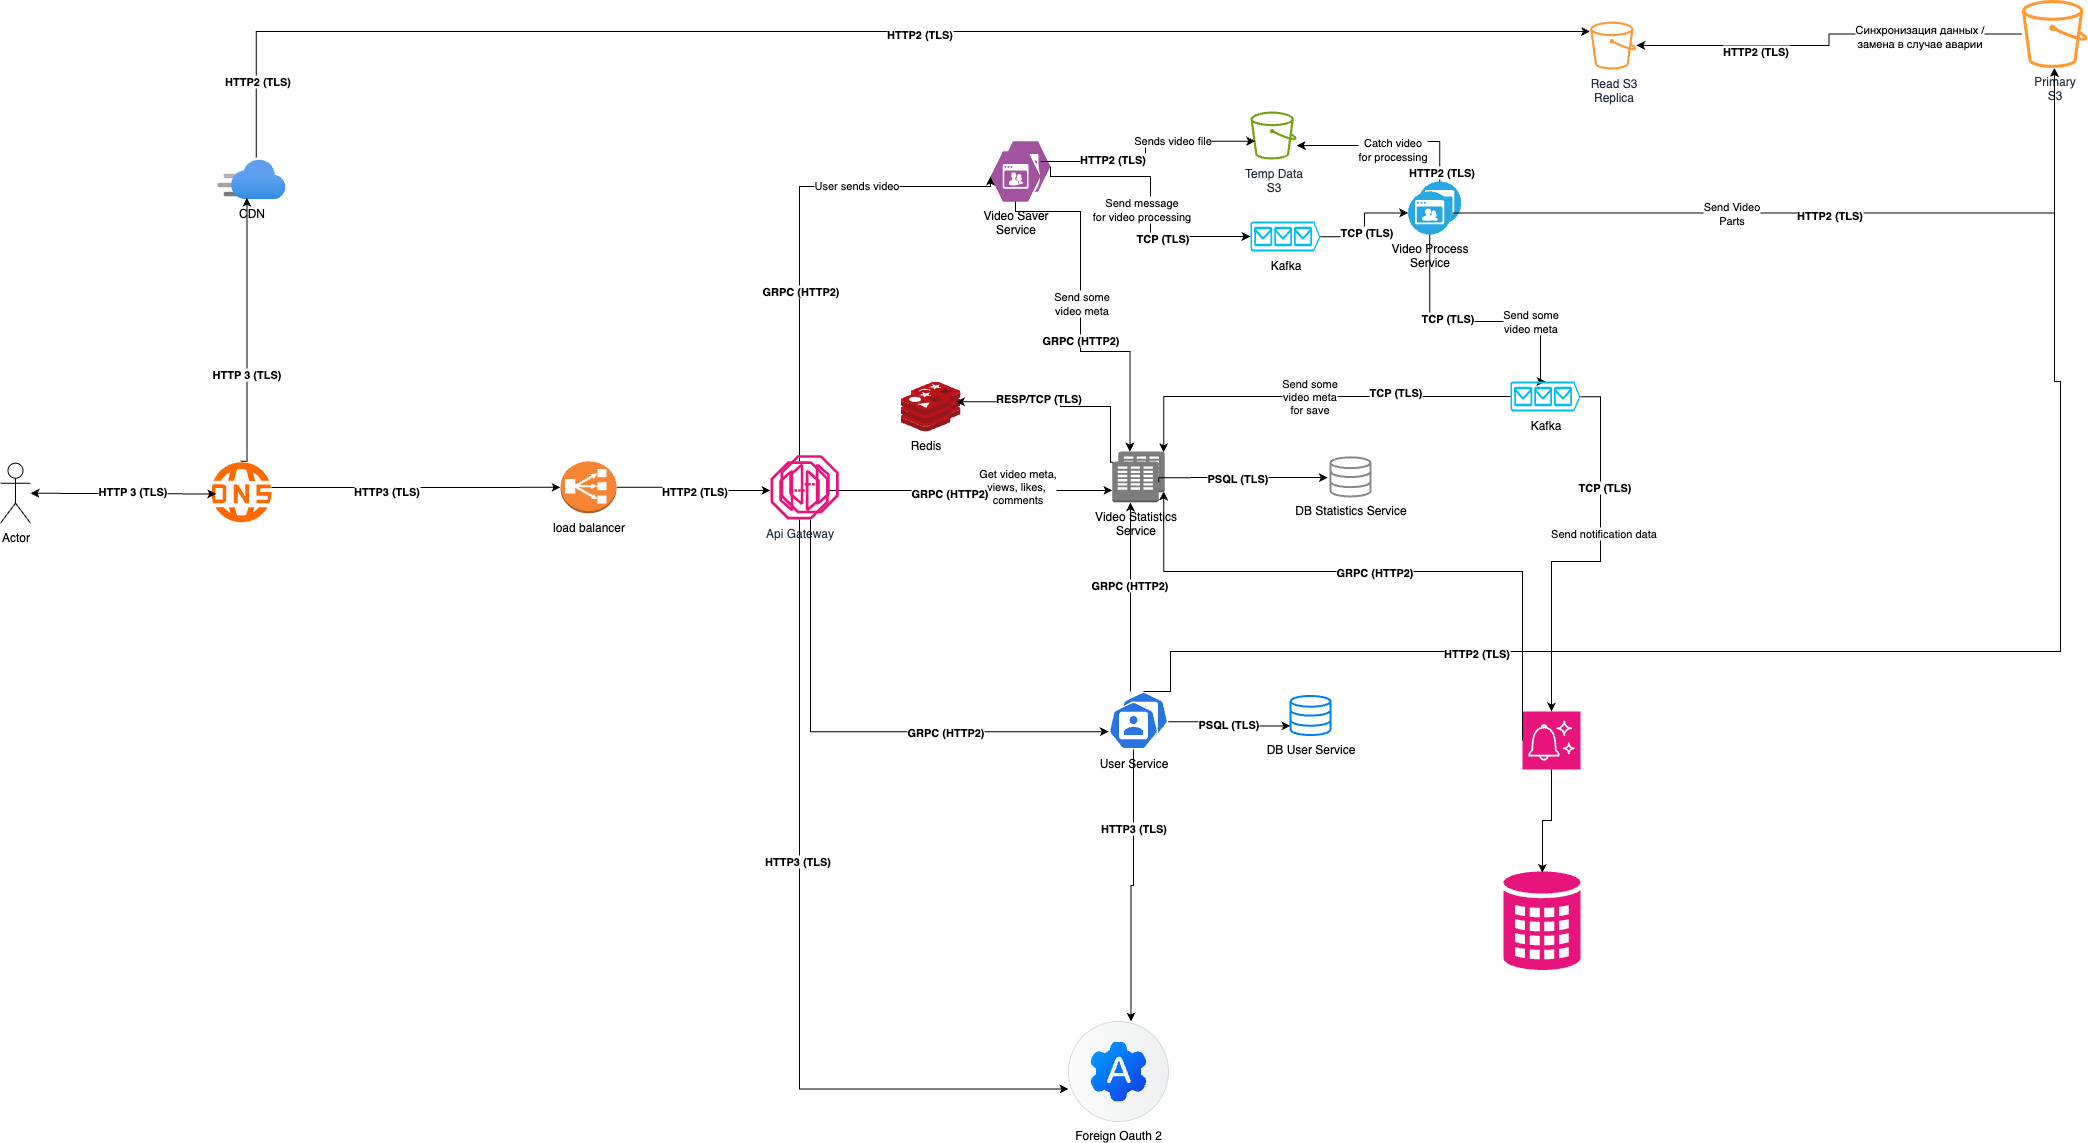 HTTP2 (TLS)
Синхронизация данных /
замена в случае аварии
HTTP2 (TLS)
HTTP2 (TLS)
Read S3
Replica
Primary
S3
CDN
Sends video file
HTTP2 (TLS)
Temp Data
S3
Catch video
for processing
HTTP2 (TLS)
User sends video
Video Saver
Service
Send message
for video processing
TCP (TLS)
Kafka
TCP (TLS)
Video Process
Service
Send Video
Parts
HTTP2 (TLS)
GRPC (HTTP2)
Send some
video meta
GRPC (HTTP2)
TCP (TLS)
Send some
video meta
HTTP 3 (TLS)
Redis
RESP/TCP (TLS)
Send some
video meta
for save
TCP (TLS)
Kafka
Actor
HTTP 3 (TLS)
DNS
HTTP3 (TLS)
load balancer
HTTP2 (TLS)
Api Gateway
GRPC (HTTP2)
Get video meta,
views, likes,
comments
Video Statistics
Service
PSQL (TLS)
DB Statistics Service
TCP (TLS)
Send notification data
GRPC (HTTP2)
GRPC (HTTP2)
HTTP2 (TLS)
GRPC (HTTP2)
User Service
PSQL (TLS)
DB User Service
HTTP3 (TLS)
HTTP3 (TLS)
A
Foreign Oauth 2